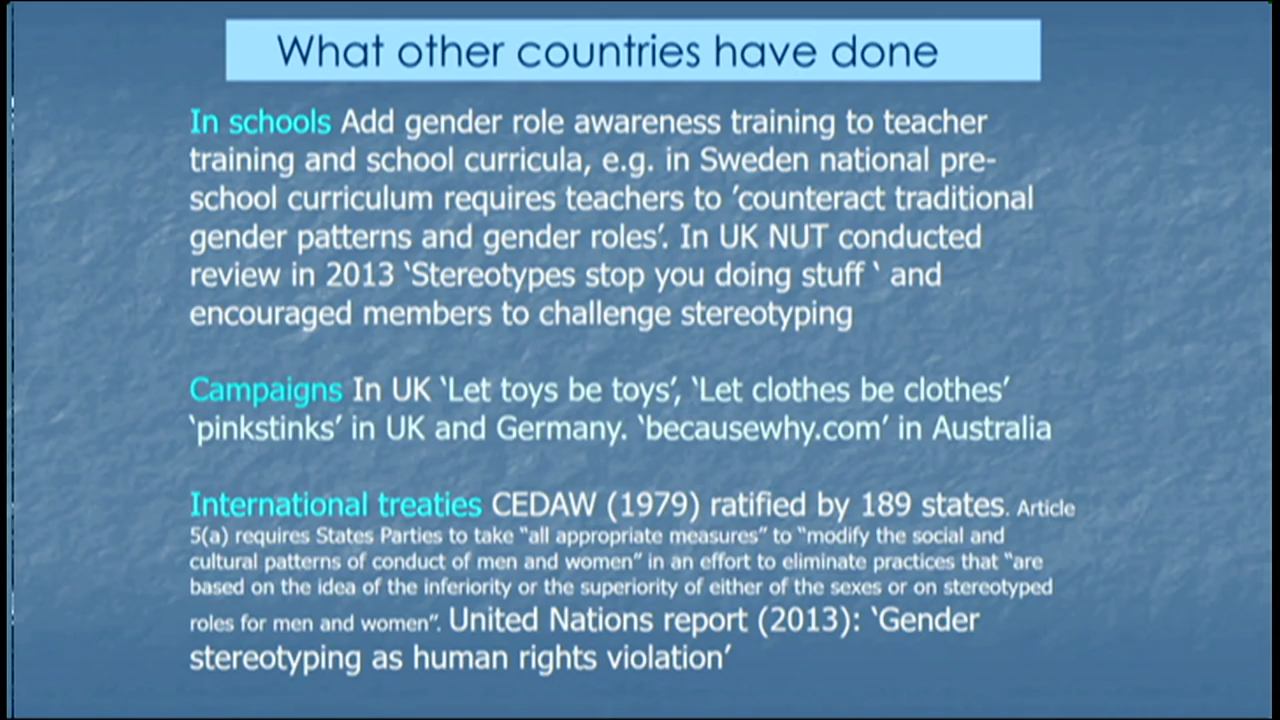 What other countries have done
In schools Add gender role awareness training to teacher
training and school curricula, e.g. in Sweden national pre-
school curriculum requires teachers to ’counteract traditional
gender patterns and gender roles’. In UK NUT conducted
review in 2013 ‘Stereotypes stop you doing stuff ‘ and
encouraged members to challenge stereotyping
Campaigns In UK ‘Let toys be toys’, ‘Let clothes be clothes’
‘pinkstinks’ in UK and Germany. ‘becausewhy.com’ in Australia
International treaties CEDAW (1979) ratified by 189 states. Article
5(a) requires States Parties to take “all appropriate measures” to “modify the social and
cultural patterns of conduct of men and women” in an effort to eliminate practices that “are
based on the idea of the inferiority or the superiority of either of the sexes or on stereotyped
roles for men and women”. United Nations report (2013): ‘Gender
stereotyping as human rights violation’